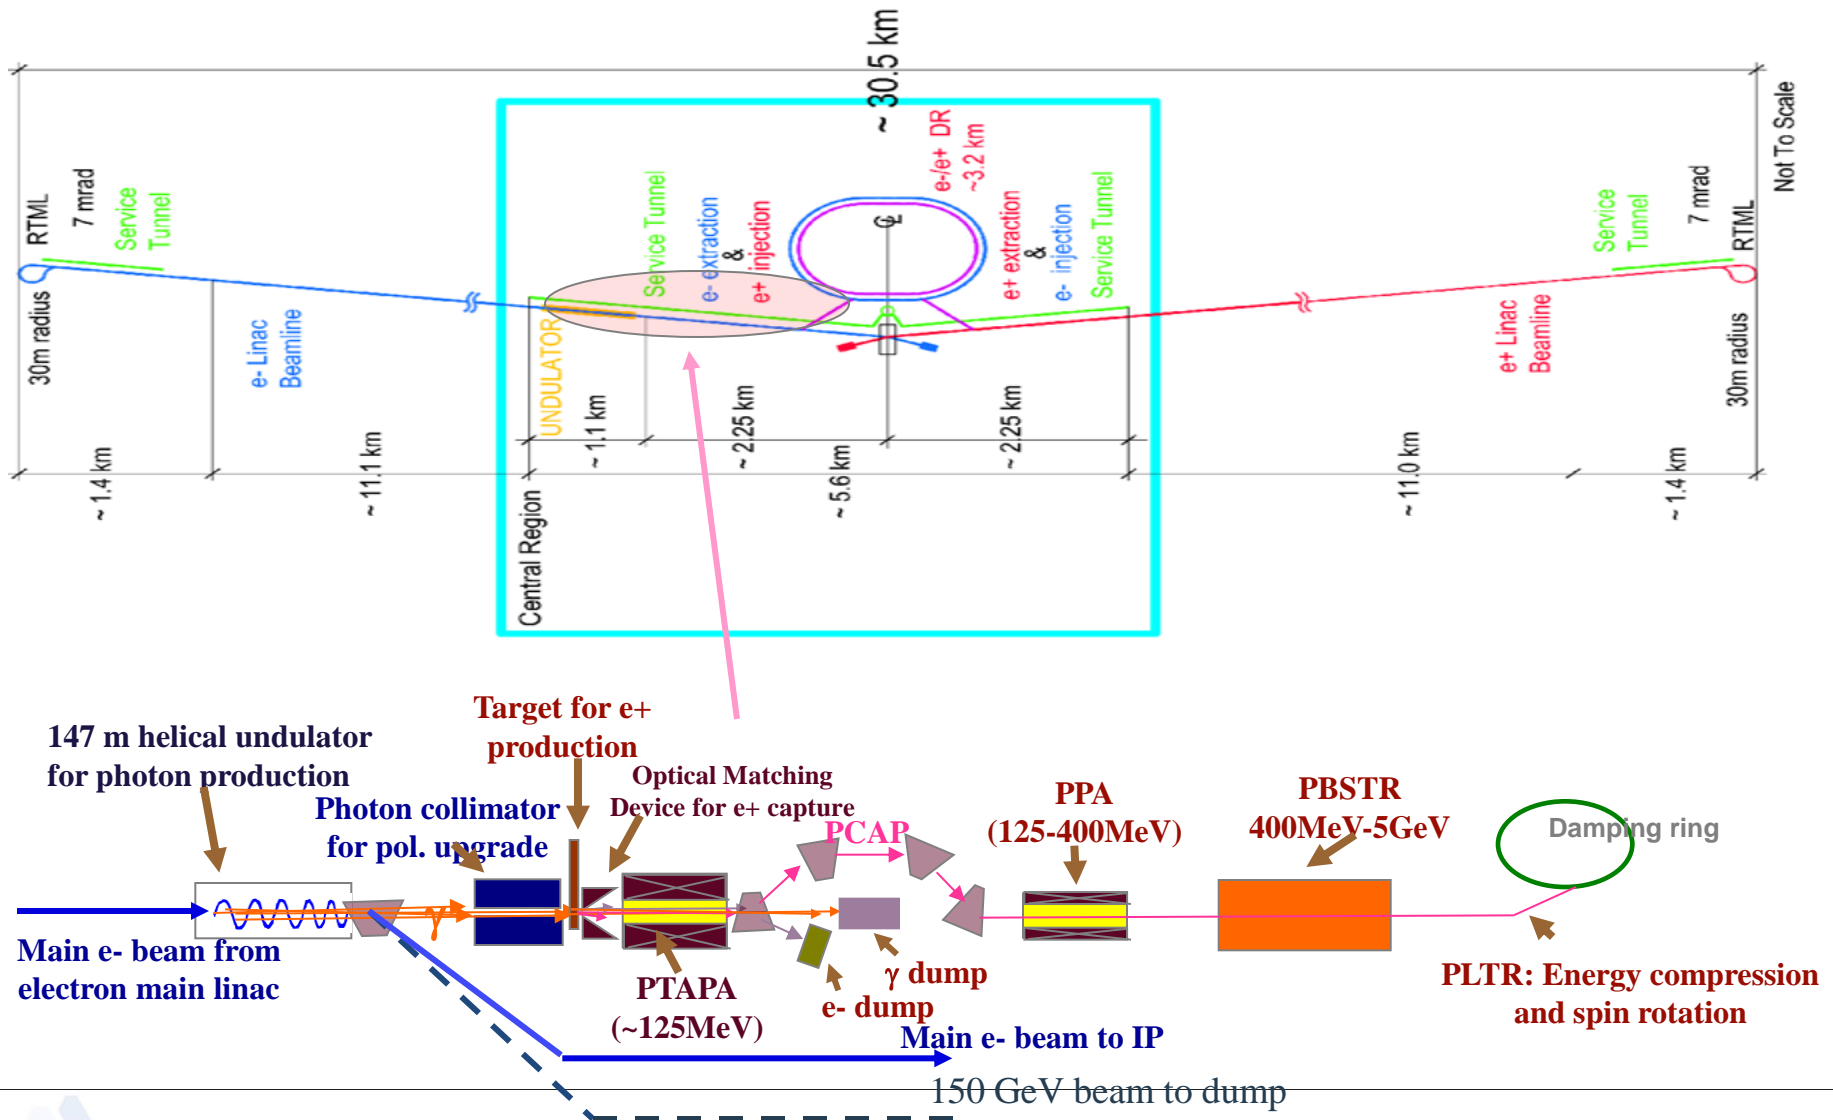 ~ 30.5 km
Not To Scale
RTML
7 mrad
Service
Tunnel
30m radius
e- Linac
Beamline
Service Tunnel
e- extraction
&
e+ injection
e-/e+ DR
~3.2 km
℄
e+ extraction
&
e- injection
Service Tunnel
Service
Tunnel
7 mrad
RTML
30m radius
e+ Linac
Beamline
UNDULATOR
~ 1.1 km
~ 2.25 km
~ 2.25 km
~ 1.4 km
~ 11.1 km
~ 5.6 km
~ 11.0 km
~ 1.4 km
Central Region
147 m helical undulator
for photon production
Target for e+
production
Optical Matching
Device for e+ capture
Photon collimator
for pol. upgrade
PCAP
PPA
(125-400MeV)
PBSTR
400MeV-5GeV
Damping ring
γ
Main e- beam from
electron main linac
PTAPA
(~125MeV)
γ dump
e- dump
PLTR: Energy compression
and spin rotation
Main e- beam to IP
150 GeV beam to dump